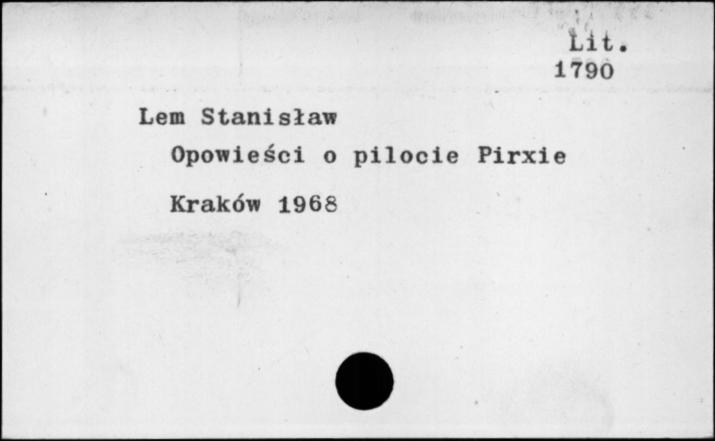 Lit.
1790
Lem Stanisław
Opowieści o pilocie Pirxie
Kraków 1968